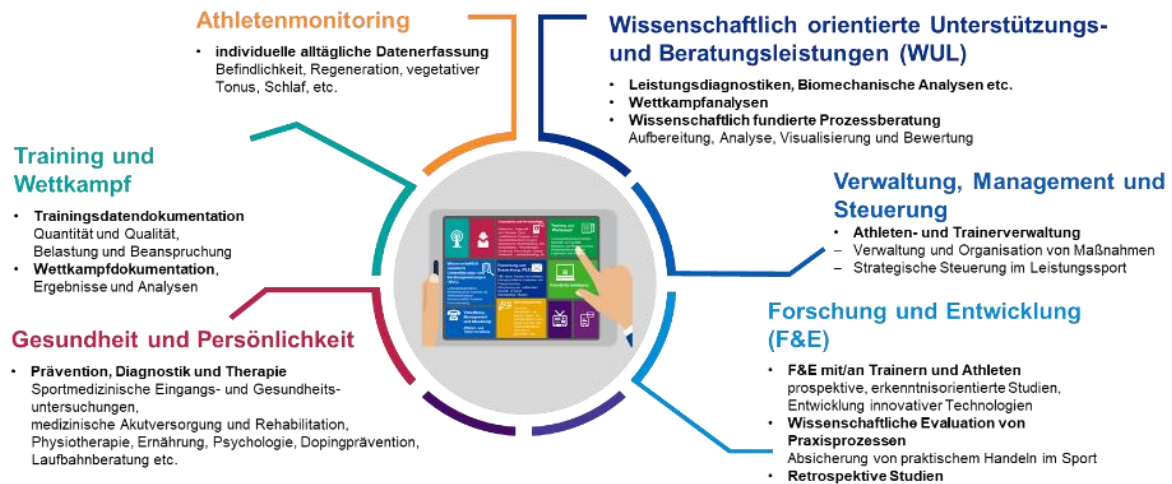 Athletenmonitoring
• individuelle alltägliche Datenerfassung
Befindlichkeit, Regeneration, vegetativer
Tonus, Schlaf, etc.
Wissenschaftlich orientierte Unterstützungs-
und Beratungsleistungen (WUL)
• Leistungsdiagnostiken, Biomechanische Analysen etc.
• Wettkampfanalysen
• Wissenschaftlich fundierte Prozessberatung
Aufbereitung, Analyse, Visualisierung und Bewertung
Training und
Wettkampf
• Trainingsdatendokumentation
Quantität und Qualität,
Belastung und Beanspruchung
• Wettkampfdokumentation,
Ergebnisse und Analysen
Verwaltung, Management und
Steuerung
• Athleten- und Trainerverwaltung
– Verwaltung und Organisation von Maßnahmen
– Strategische Steuerung im Leistungssport
Gesundheit und Persönlichkeit
• Prävention, Diagnostik und Therapie
Sportmedizinische Eingangs- und Gesundheits-
untersuchungen,
medizinische Akutversorgung und Rehabilitation,
Physiotherapie, Ernährung, Psychologie, Dopingprävention,
Laufbahnberatung etc.
Forschung und Entwicklung
(F&E)
• F&E mit/an Trainern und Athleten
prospektive, erkenntnisorientierte Studien,
Entwicklung innovativer Technologien
• Wissenschaftliche Evaluation von
Praxisprozessen
Absicherung von praktischem Handeln im Sport
• Retrospektive Studien